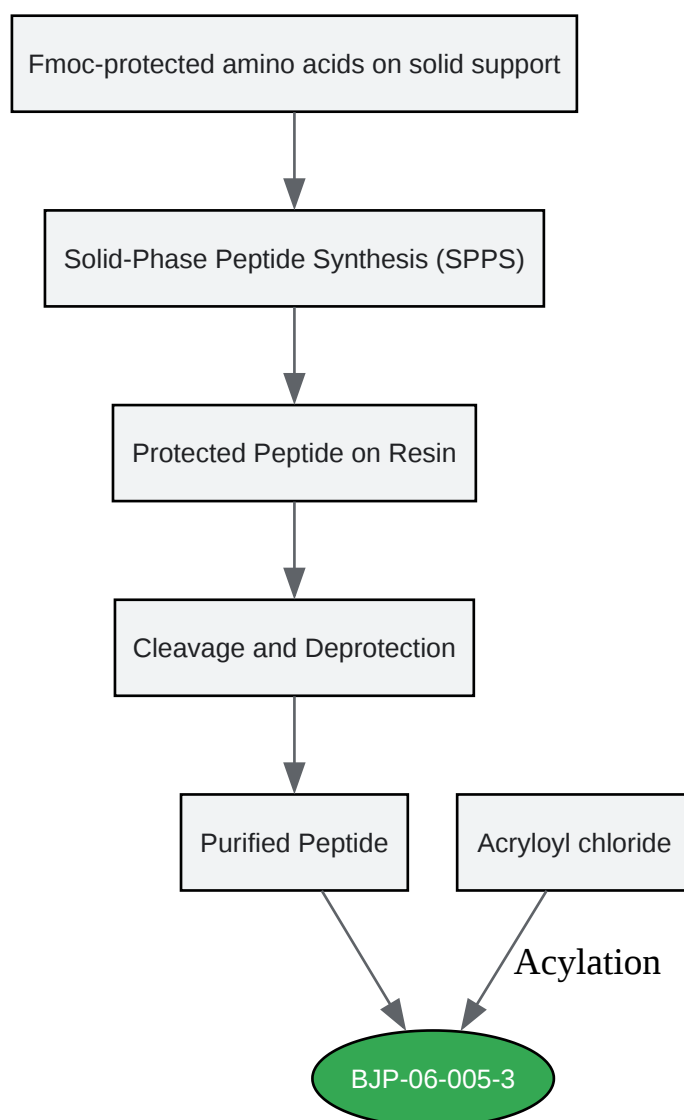 Fmoc-protected amino acids on solid support
Solid-Phase Peptide Synthesis (SPPS)
Protected Peptide on Resin
Cleavage and Deprotection
Purified Peptide
Acryloyl chloride
Acylation
BJP-06-005-3